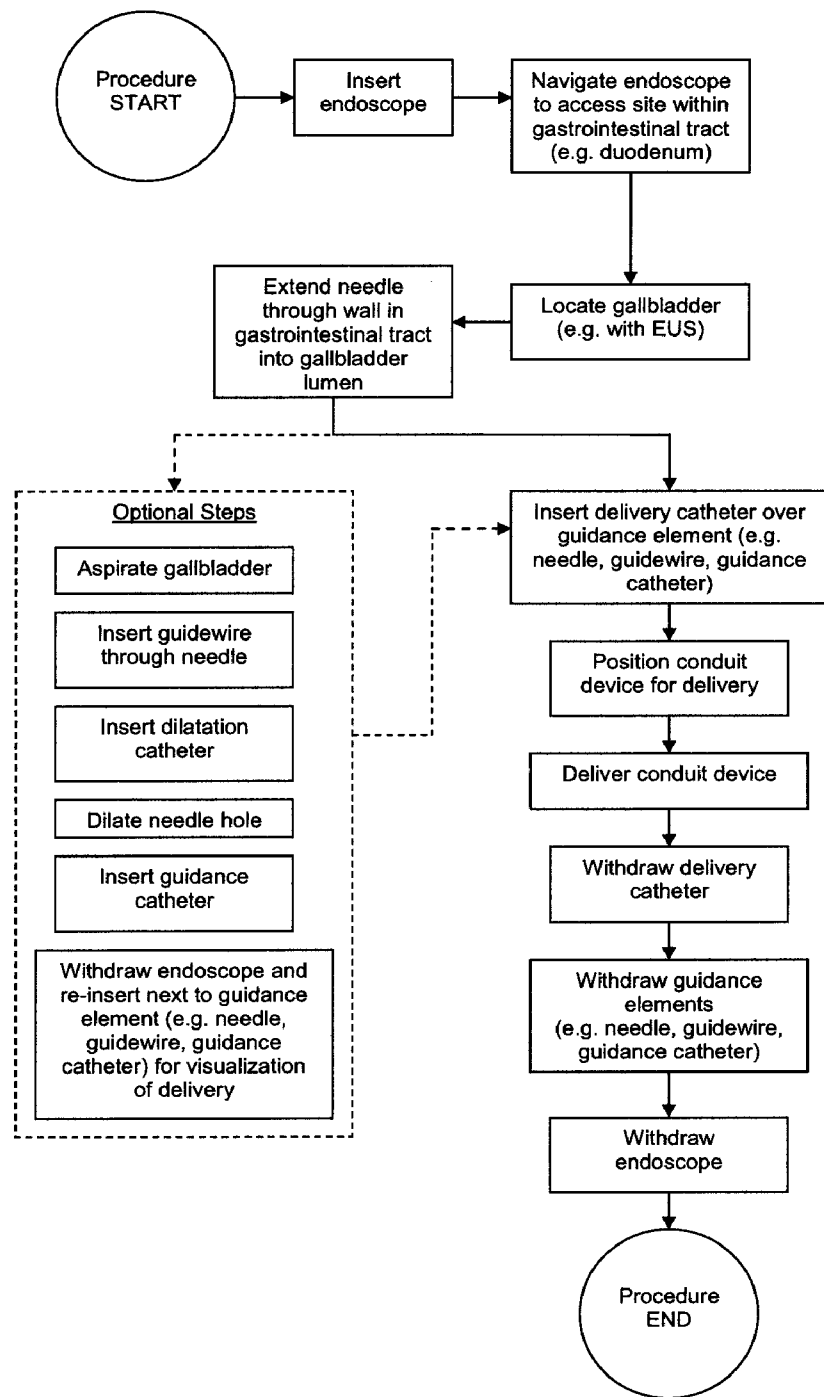 Procedure
START
Insert
endoscope
Navigate endoscope
to access site within
gastrointestinal tract
(e.g. duodenum)
Locate gallbladder
(e.g. with EUS)
Extend needle
through wall in
gastrointestinal tract
into gallbladder
lumen
Optional Steps
Aspirate gallbladder
Insert guidewire
through needle
Insert dilatation
catheter
Dilate needle hole
Insert guidance
catheter
Withdraw endoscope and
re-insert next to guidance
element (e.g. needle,
guidewire, guidance
catheter) for visualization
of delivery
Insert delivery catheter over
guidance element (e.g.
needle, guidewire, guidance
catheter)
Position conduit
device for delivery
Deliver conduit device
Withdraw delivery
catheter
Withdraw guidance
elements
(e.g. needle, guidewire,
guidance catheter)
Withdraw
endoscope
Procedure
END